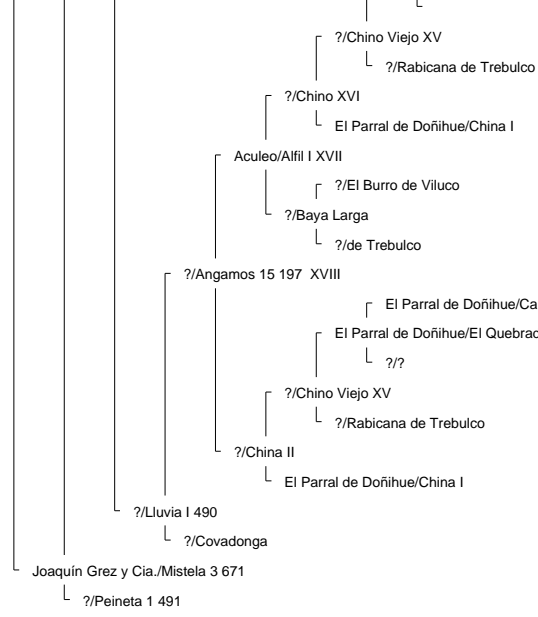 ?/Chino Viejo XV
?/Rabicana de Trebulco
?/Chino XVI
El Parral de Doñihue/China I
Aculeo/Alfil I XVII
?/El Burro de Viluco
?/Baya Larga
?/de Trebulco
?/Angamos 15 197 XVIII
El Parral de Doñihue/Ca
El Parral de Doñihue/El Quebrad
?/?
?/Chino Viejo XV
?/Rabicana de Trebulco
?/China II
El Parral de Doñihue/China I
?/Lluvia I 490
?/Covadonga
Joaquín Grez y Cia./Mistela 3 671
?/Peineta 1 491